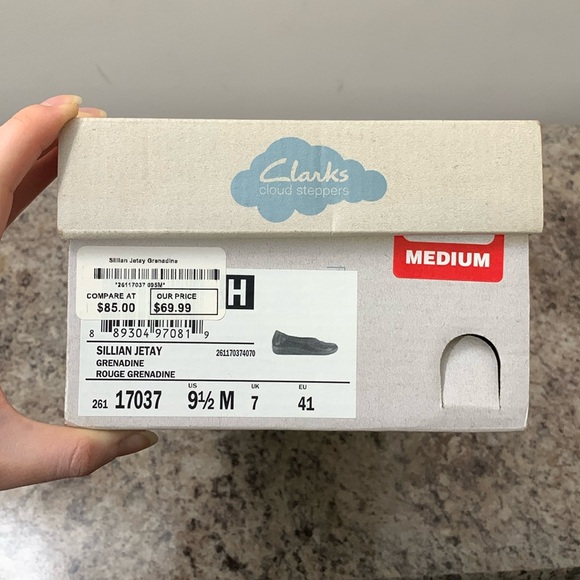 Clarks
cloud steppers
MEDIUM
Sillian Jetay Grenadine
*26117037 095M*
COMPARE AT
$85.00
OUR PRICE
$69.99
H
8 89304 97081 9
SILLIAN JETAY
261170374070
GRENADINE
ROUGE GRENADINE
261 17037
US
9½ M
UK
7
EU
41